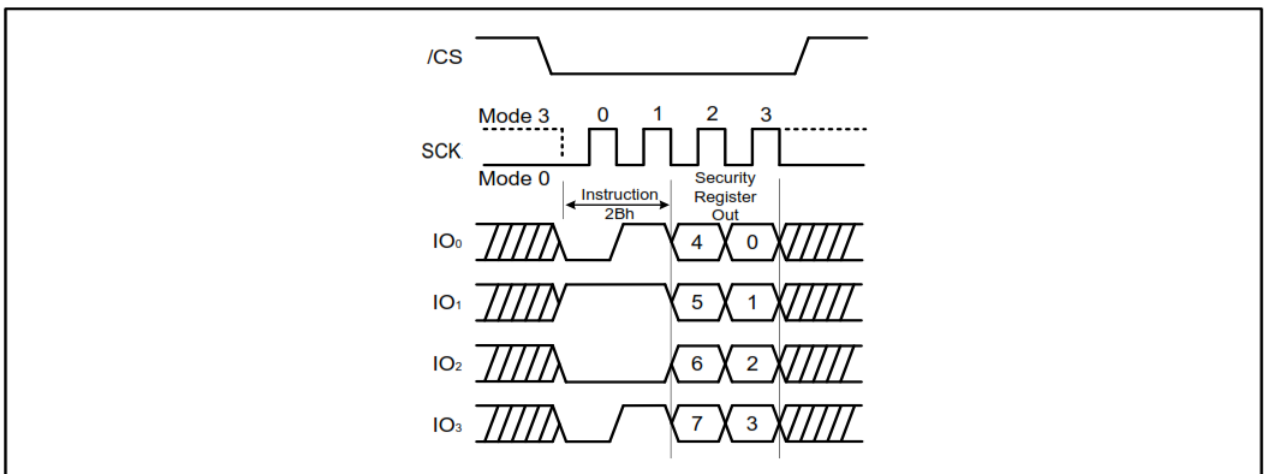 /CS
Mode 3 0 1 2 3
SCK
Mode 0
Instruction
2Bh
Security
Register
Out
IO₀ 4 0
IO₁ 5 1
IO₂ 6 2
IO₃ 7 3